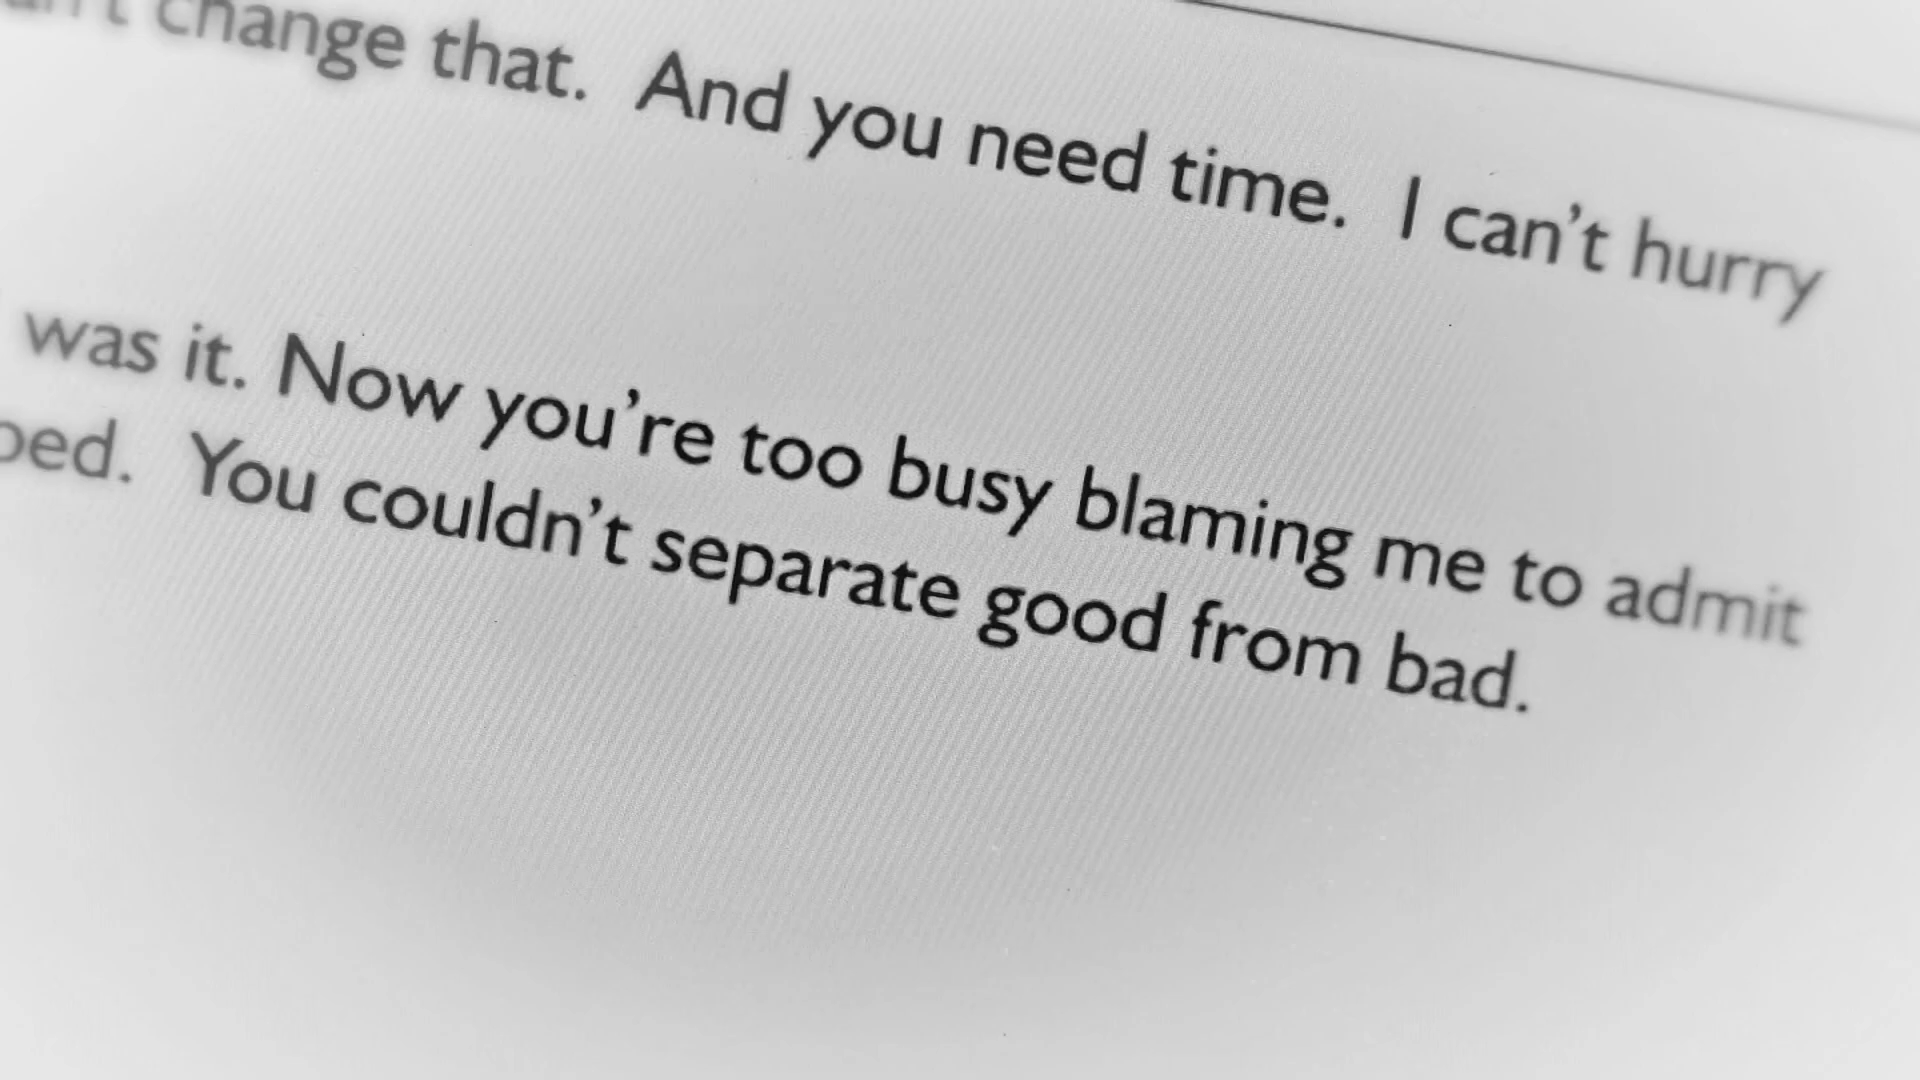 change that. And you need time. I can't hurry
was it. Now you're too busy blaming me to admit
You couldn't separate good from bad.